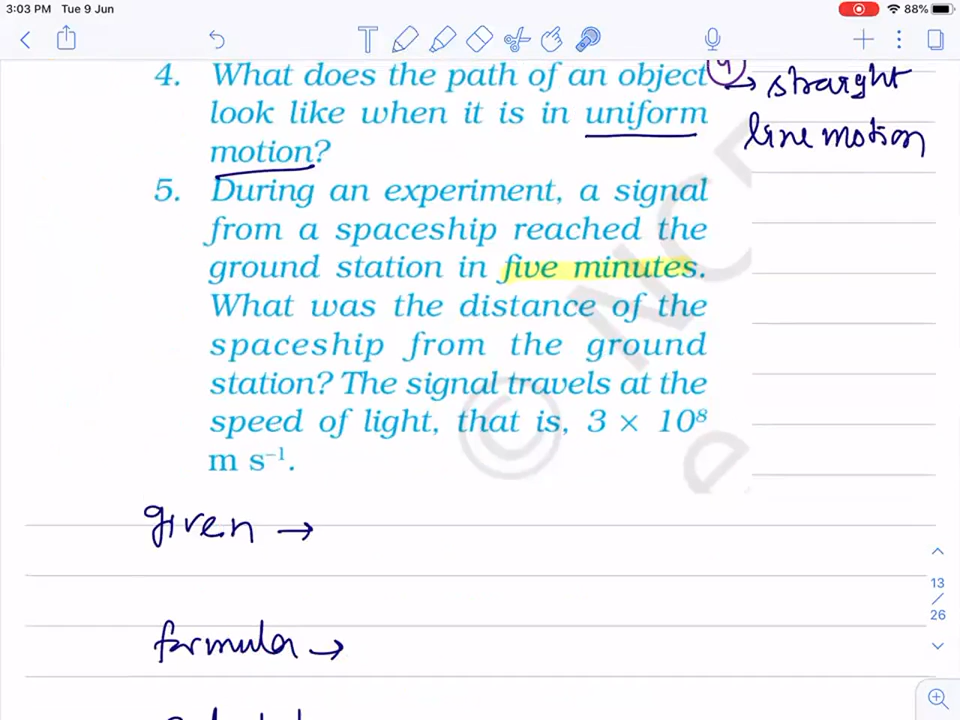 3:03 PM Tue 9 Jun
88%
T
4. What does the path of an object
look like when it is in uniform
motion?
4 → straight
line motion
5. During an experiment, a signal
from a spaceship reached the
ground station in five minutes.
What was the distance of the
spaceship from the ground
station? The signal travels at the
speed of light, that is, 3 × 10⁸
m s⁻¹.
given →
formula →
13
/
26